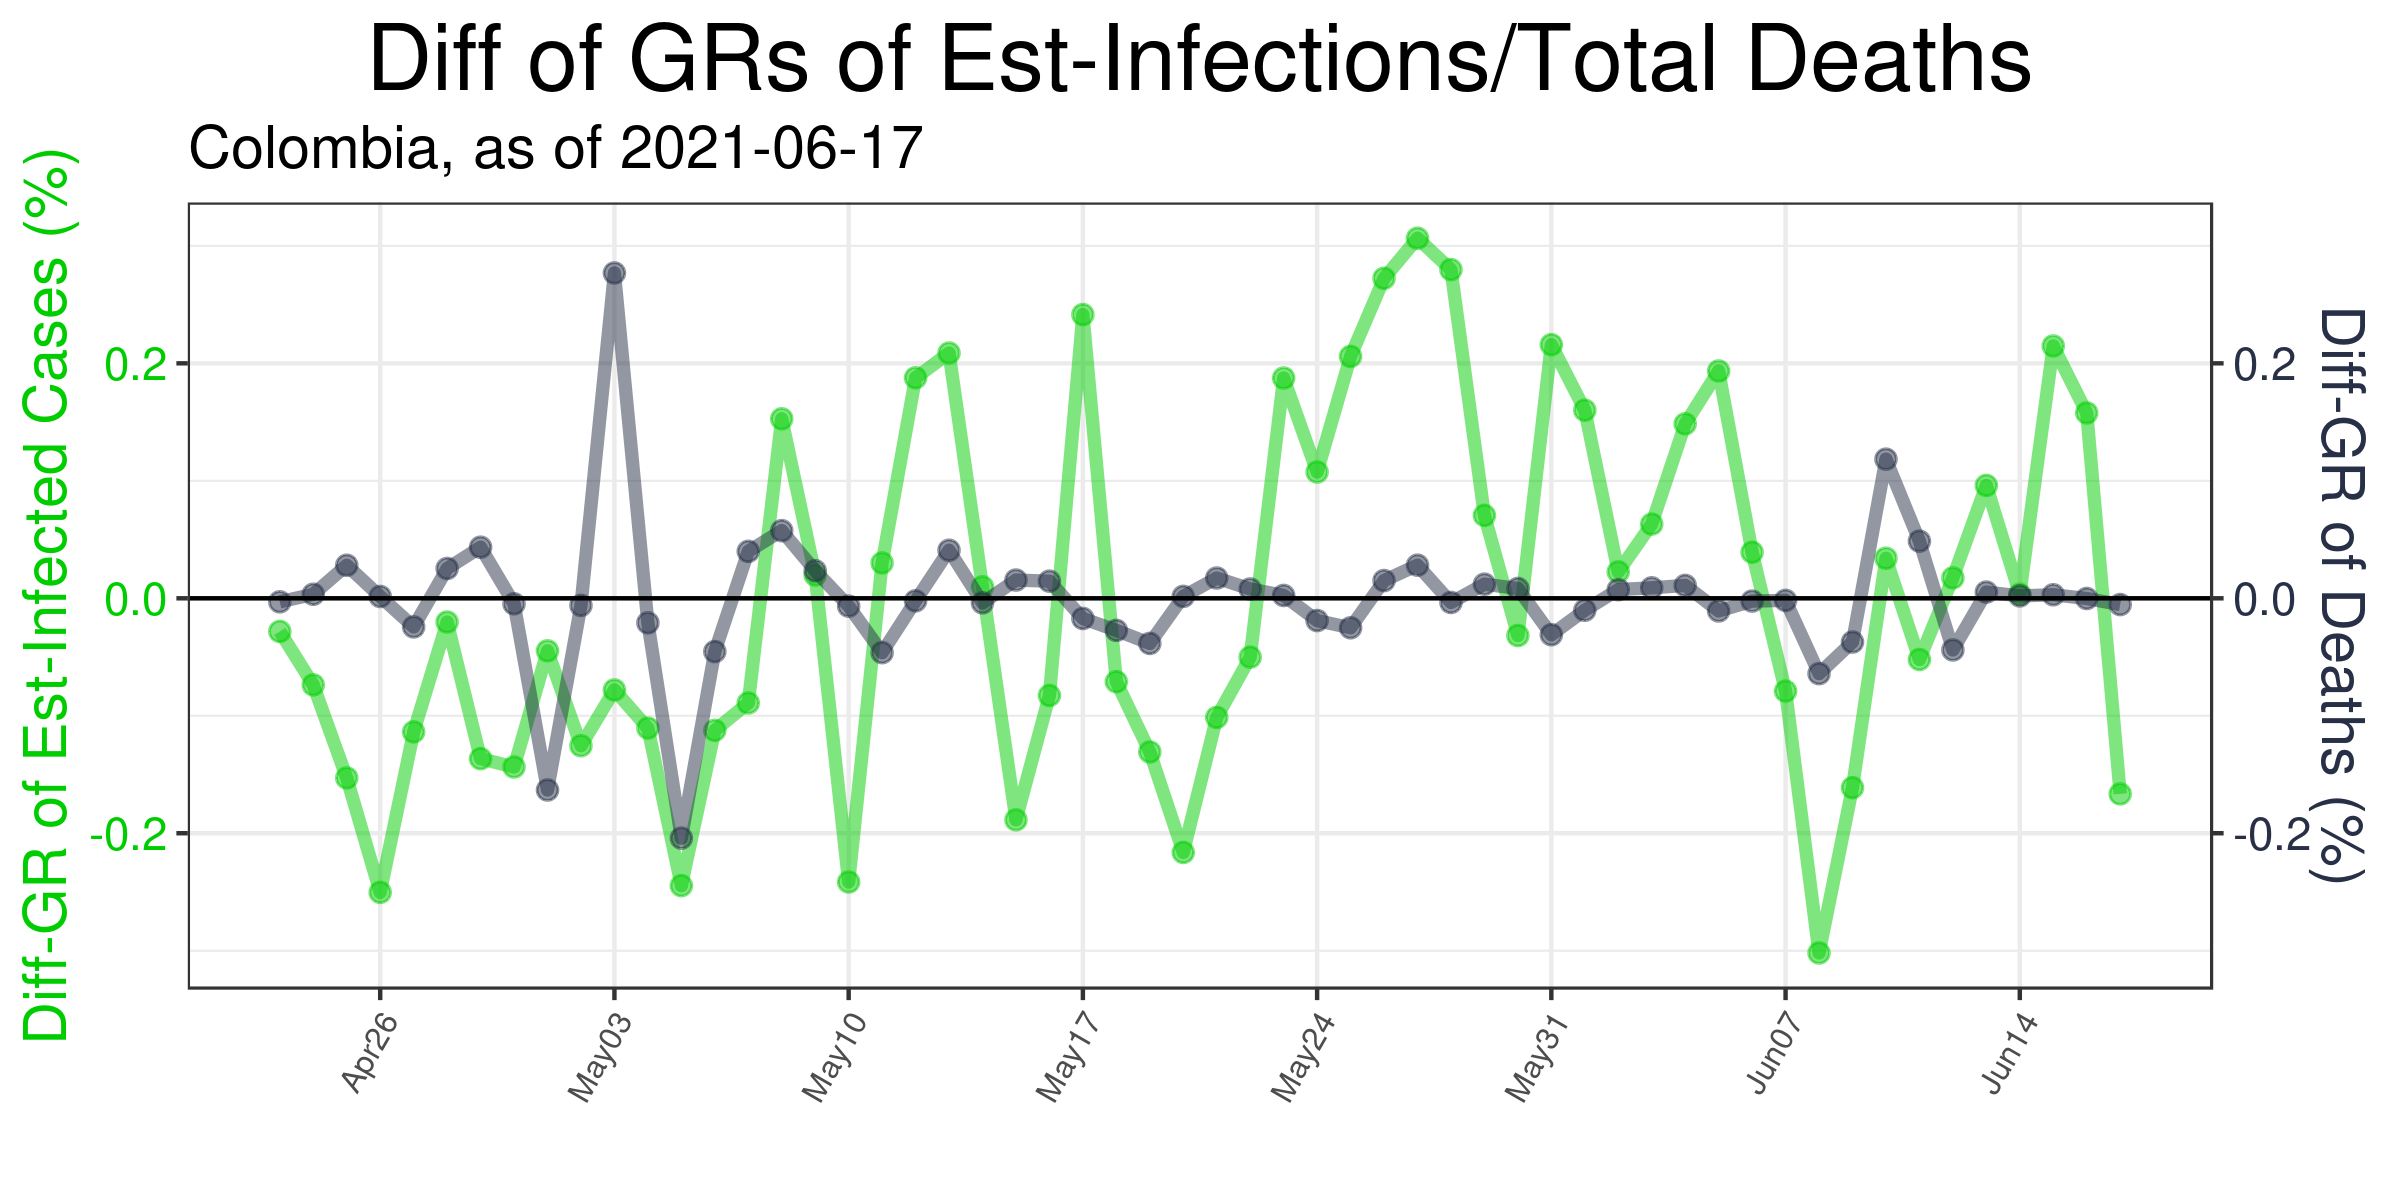 Diff of GRs of Est-Infections/Total Deaths
Colombia, as of 2021-06-17
Diff-GR of Est-Infected Cases (%)
0.2
0.0
-0.2
0.2
0.0
-0.2
Diff-GR of Deaths (%)
Apr26
May03
May10
May17
May24
May31
Jun07
Jun14